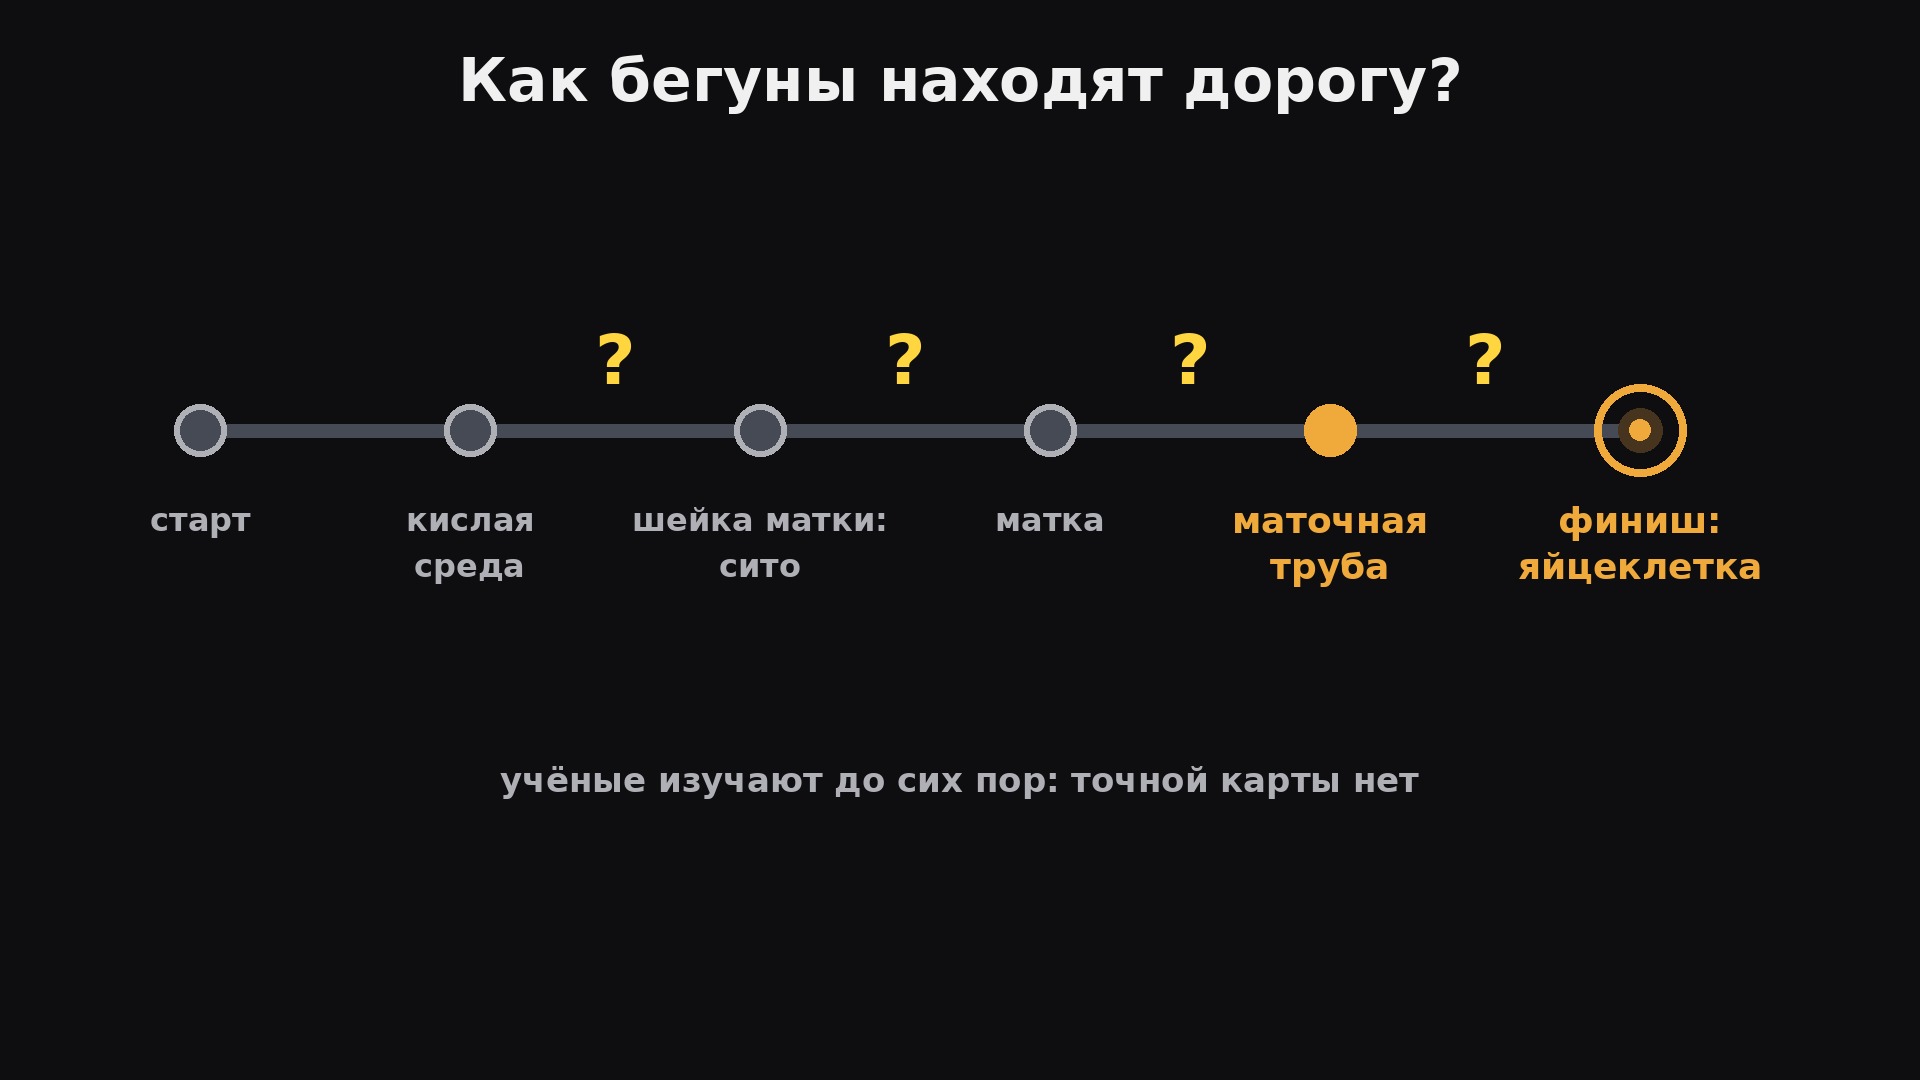 Как бегуны находят дорогу?
? ? ? ?
старт
кислая
среда
шейка матки:
сито
матка
маточная
труба
финиш:
яйцеклетка
учёные изучают до сих пор: точной карты нет